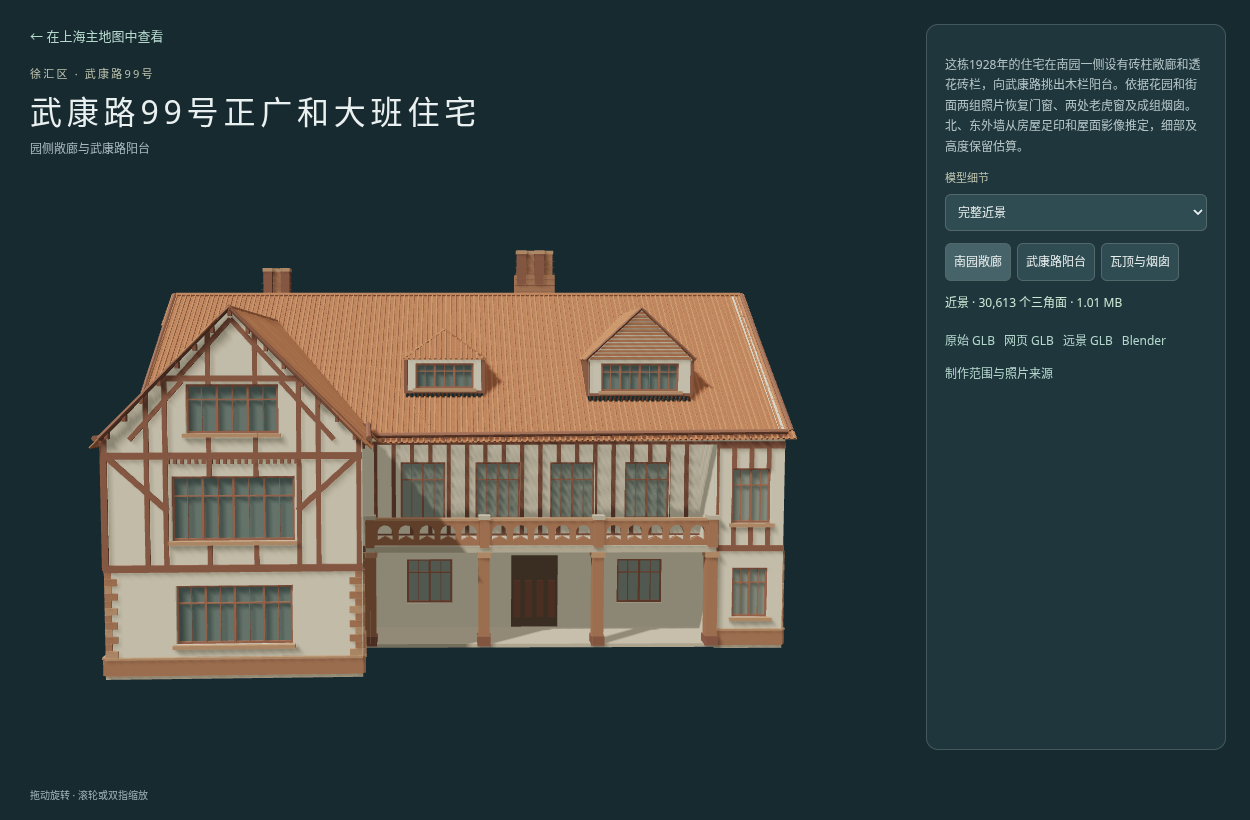 ← 在上海主地图中查看
徐汇区 · 武康路99号
武康路99号正广和大班住宅
园侧敞廊与武康路阳台
这栋1928年的住宅在南园一侧设有砖柱敞廊和透
花砖栏，向武康路挑出木栏阳台。依据花园和街
面两组照片恢复门窗、两处老虎窗及成组烟囱。
北、东外墙从房屋足印和屋面影像推定，细部及
高度保留估算。
模型细节
完整近景
南园敞廊 武康路阳台 瓦顶与烟囱
近景 · 30,613 个三角面 · 1.01 MB
原始 GLB 网页 GLB 远景 GLB Blender
制作范围与照片来源
拖动旋转 · 滚轮或双指缩放